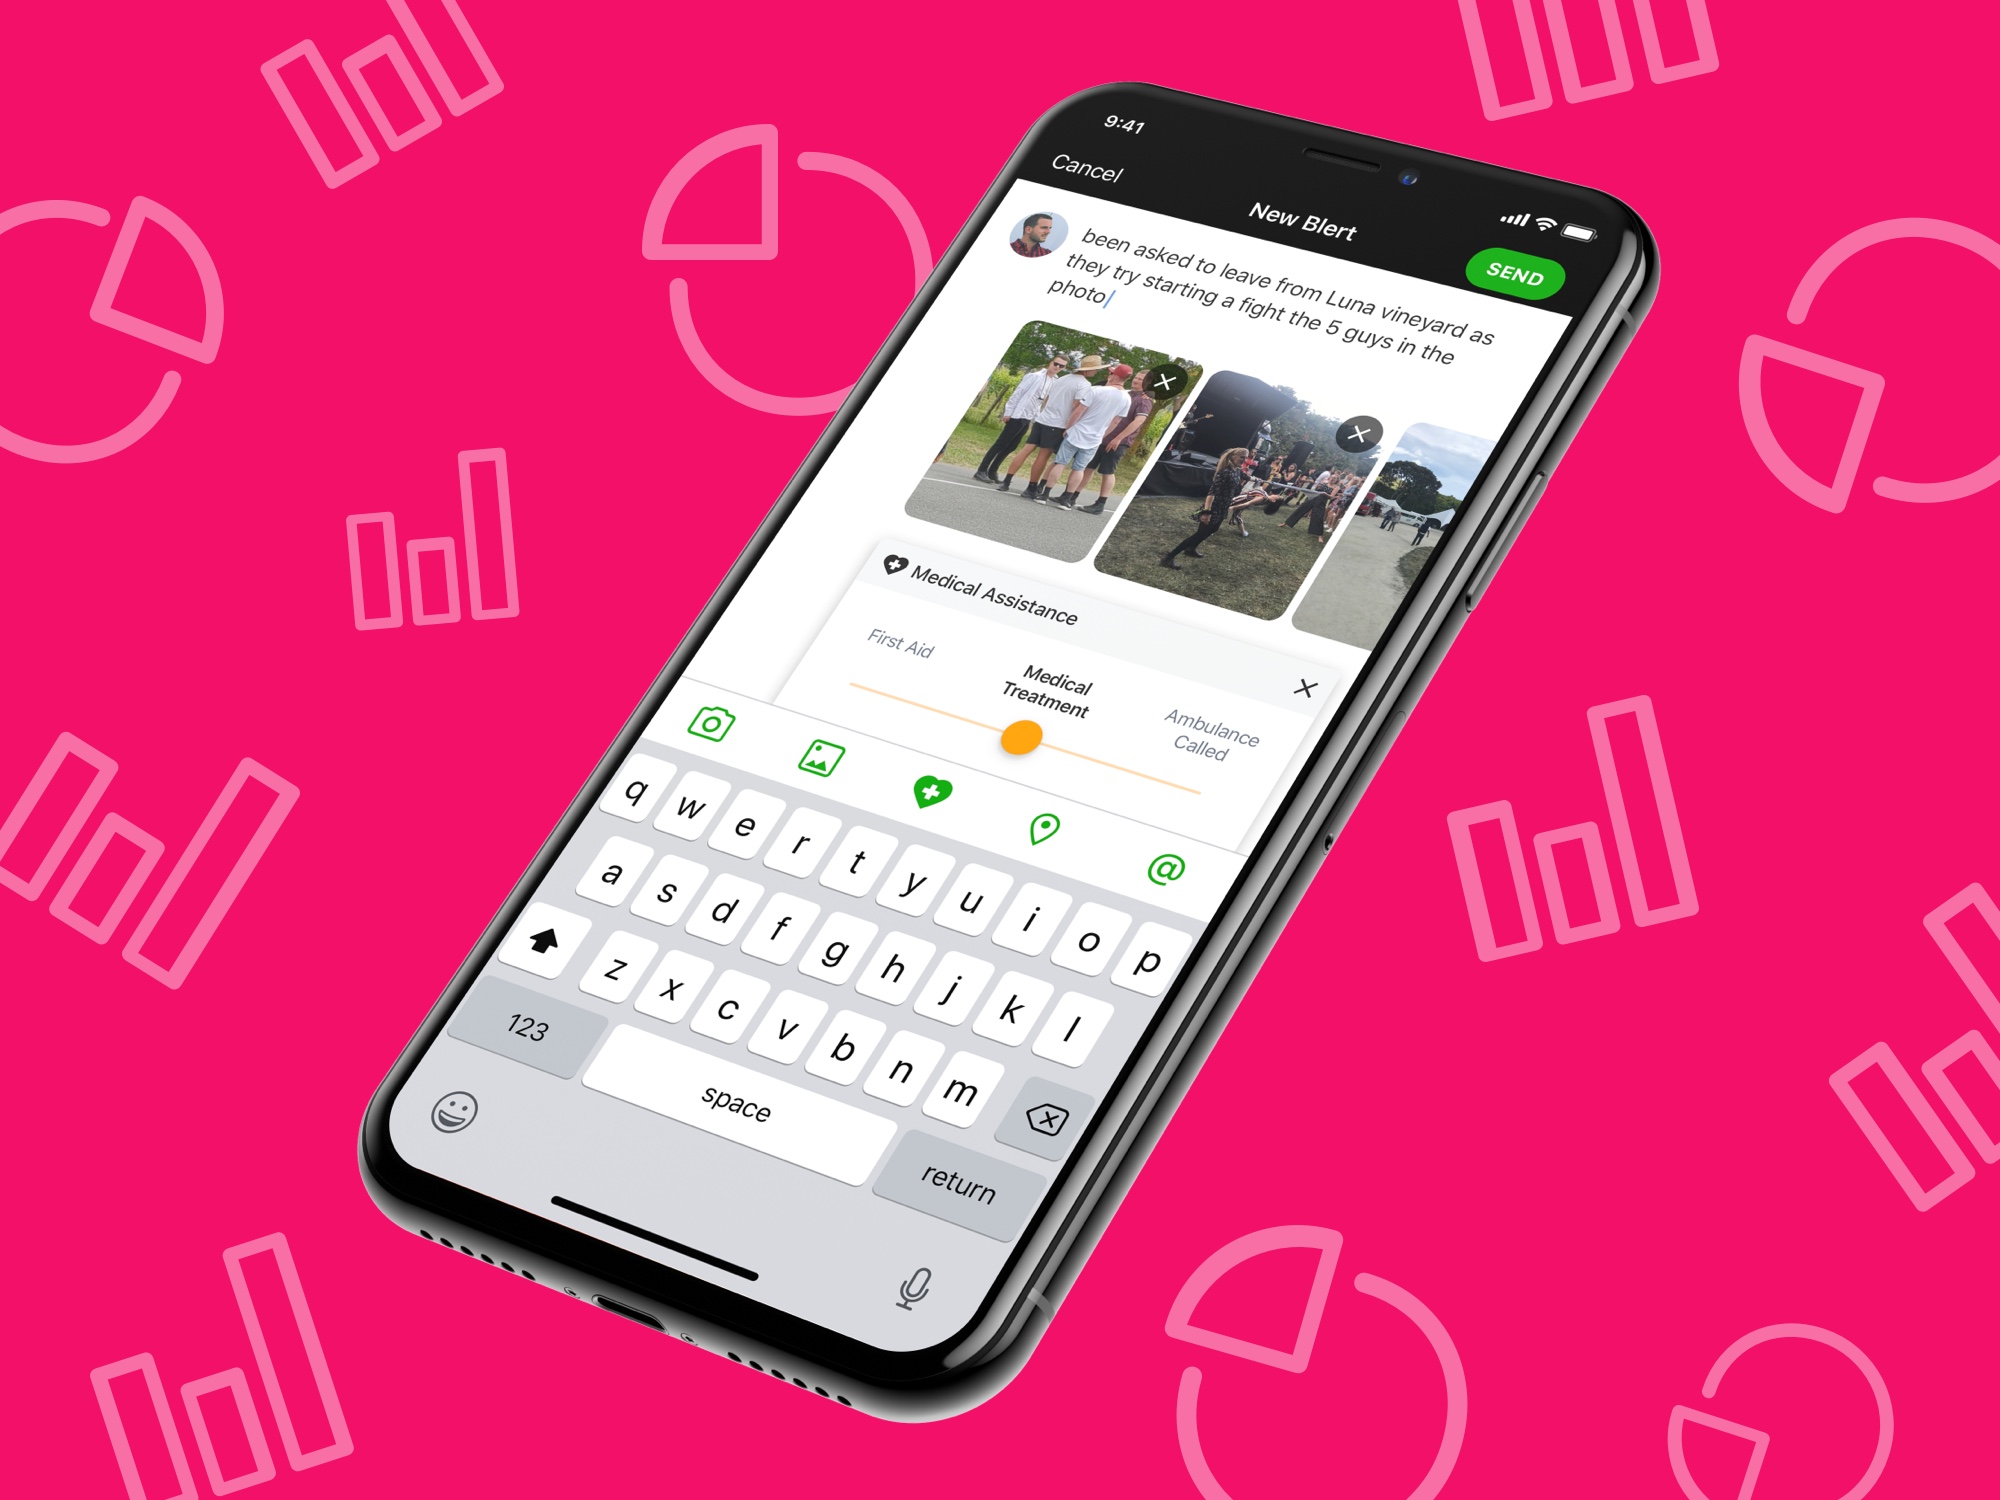 9:41
Cancel
New Blert
SEND
been asked to leave from Luna vineyard as
they try starting a fight the 5 guys in the
photo
Medical Assistance
First Aid
Medical
Treatment
Ambulance
Called
@
q w e r t y u i o p
a s d f g h j k l
z x c v b n m
123
space
return